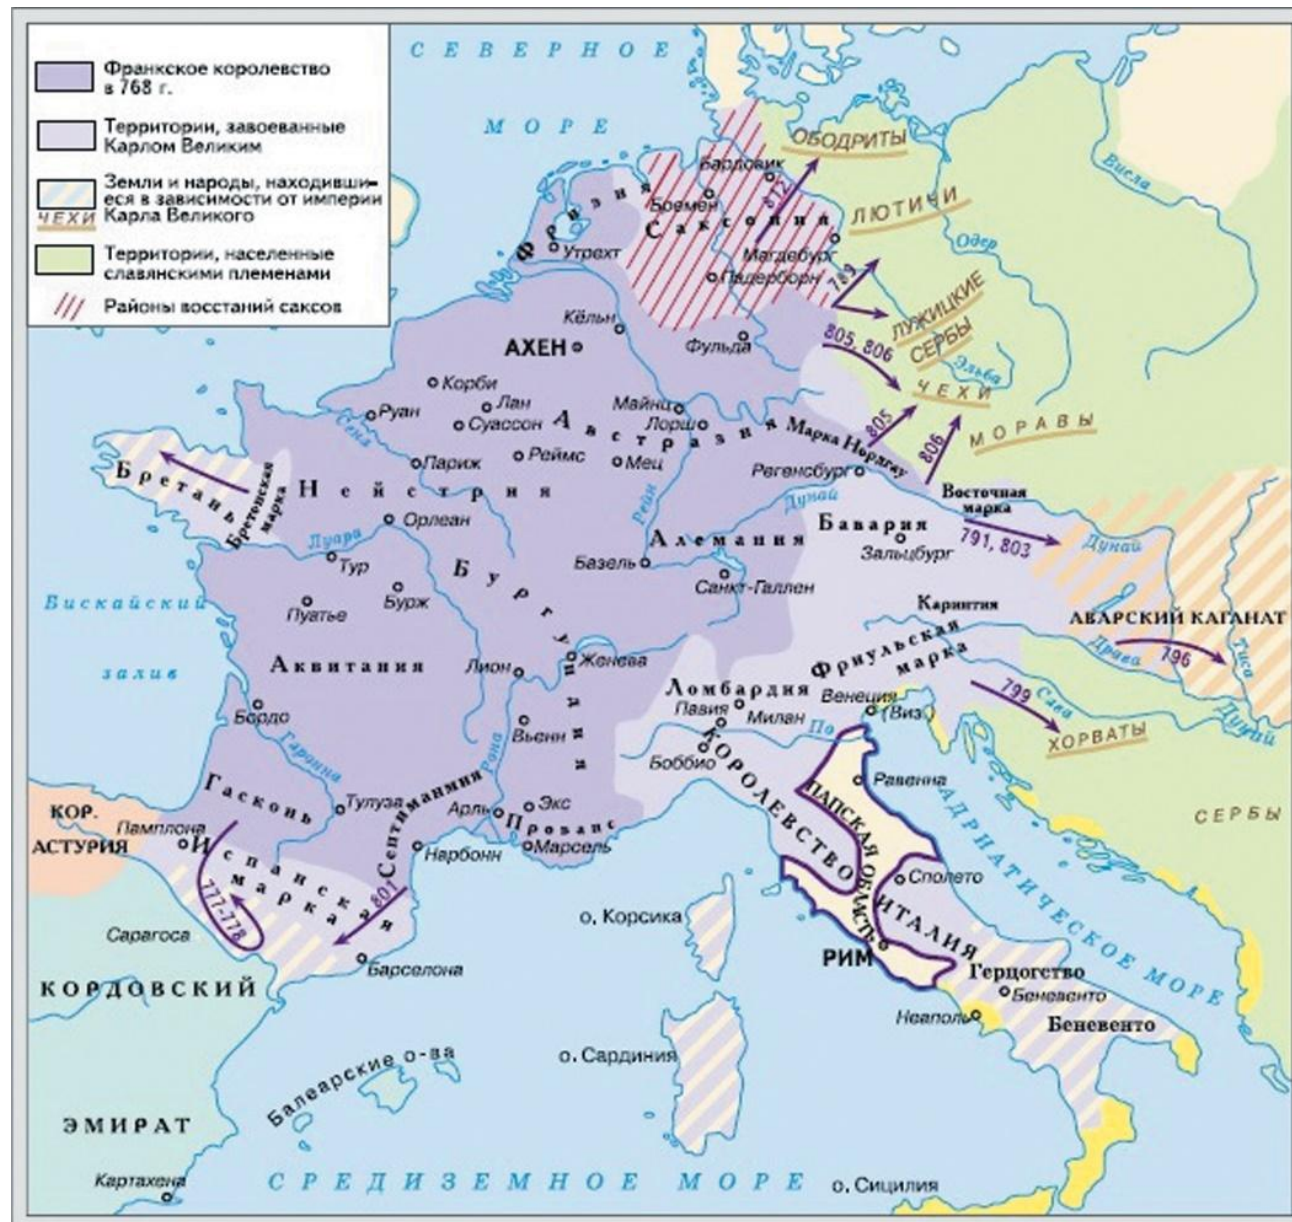 Франкское королевство
в 768 г.
Территории, завоеванные
Карлом Великим
Земли и народы, находивши-
еся в зависимости от империи
ЧЕХИ Карла Великого
Территории, населенные
славянскими племенами
Районы восстаний саксов
СЕВЕРНОЕ
МОРЕ
ОБОДРИТЫ
Бардовик
812
Висла
Фризия
Бремен
Саксония
ЛЮТИЧИ
Утрехт
Магдебург
Одер
Падерборн
789
ЛУЖИЦКИЕ
СЕРБЫ
Кёльн
АХЕН
Фульда
805, 806
Эльба
ЧЕХИ
Корби
Лан
Майнц
Руан
Суассон
Австразия
Лорш
Марка Нордгау
805
806
МОРАВЫ
Сена
Париж
Реймс
Мец
Регенсбург
Бретань
Бретонская
марка
Нейстрия
Рейн
Дунай
Восточная
марка
Орлеан
Бавария
791, 803
Дунай
Луара
Алемания
Зальцбург
Тур
Базель
Санкт-Галлен
Бургундия
Бурж
Пуатье
Бискайский
залив
Каринтия
АВАРСКИЙ КАГАНАТ
Драва
796
Тиса
Аквитания
Лион
Женева
Фриульская
марка
Ломбардия
Венеция
(Виз.)
799
Сава
Дунай
Павия
Милан
По
Бордо
Вьенн
Боббио
ХОРВАТЫ
Гаронна
Рона
КОРОЛЕВСТВО
ИТАЛИЯ
Равенна
ПАПСКАЯ ОБЛАСТЬ
Гасконь
Тулуза
Септиманмия
Арль
Экс
Прованс
Марсель
СЕРБЫ
КОР.
АСТУРИЯ
Памплона
Испанская
марка
Нарбонн
АДРИАТИЧЕСКОЕ МОРЕ
777-778
801
Сполето
о. Корсика
Сарагоса
Барселона
РИМ
КОРДОВСКИЙ
ЭМИРАТ
Герцогство
Беневенто
Беневенто
Неаполь
о. Сардиния
Балеарские о-ва
Картахена
СРЕДИЗЕМНОЕ МОРЕ
о. Сицилия